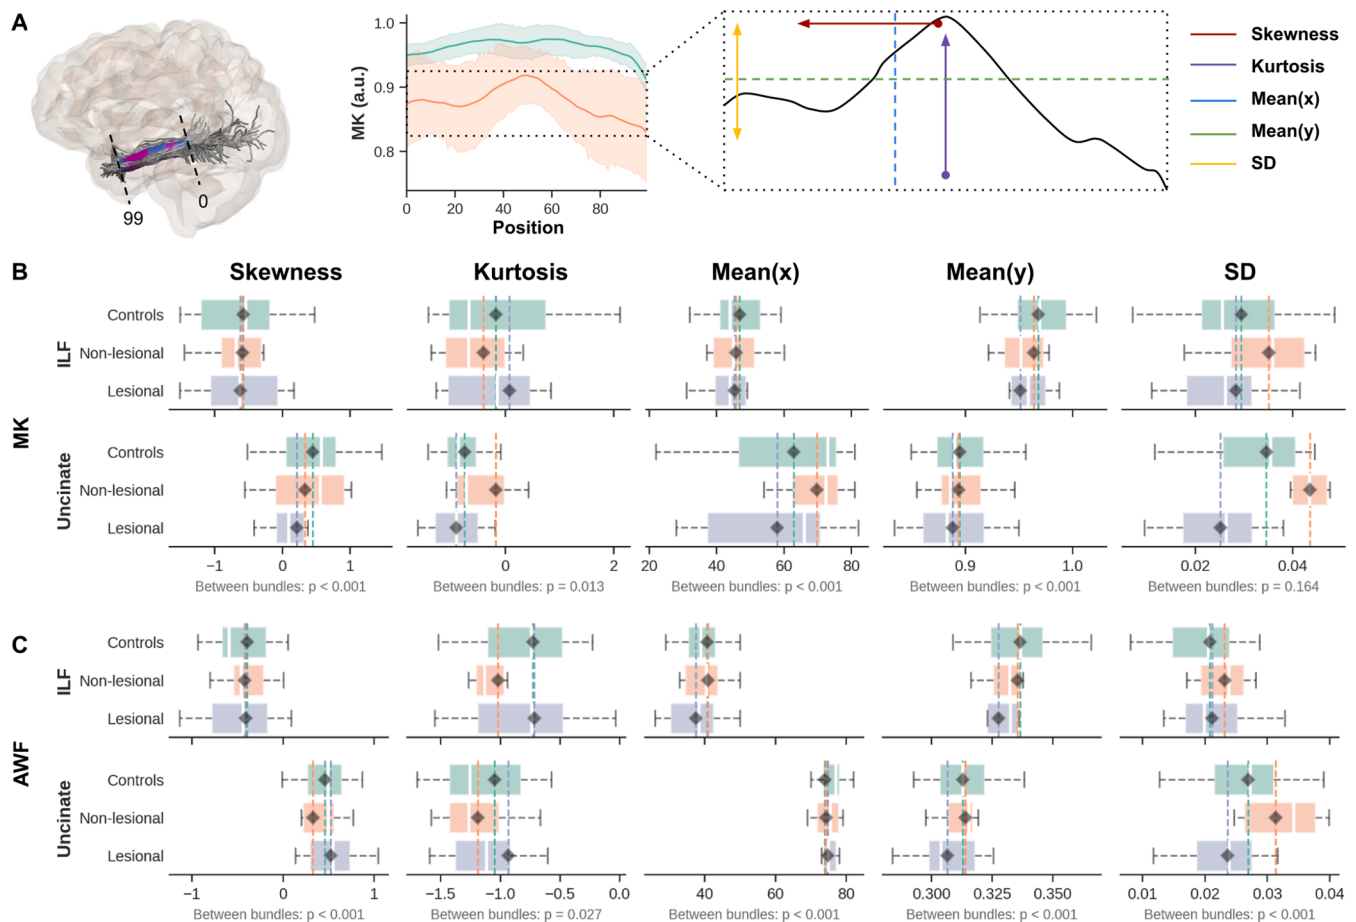 A
99
0
MK (a.u.)
1.0
0.9
0.8
0 20 40 60 80
Position
Skewness
Kurtosis
Mean(x)
Mean(y)
SD
B
Skewness Kurtosis Mean(x) Mean(y) SD
MK
ILF
Controls
Non-lesional
Lesional
Uncinate
Controls
Non-lesional
Lesional
−1 0 1 0 2 20 40 60 80 0.9 1.0 0.02 0.04
Between bundles: p < 0.001 Between bundles: p = 0.013 Between bundles: p < 0.001 Between bundles: p < 0.001 Between bundles: p = 0.164
C
AWF
ILF
Controls
Non-lesional
Lesional
Uncinate
Controls
Non-lesional
Lesional
−1 0 1 −1.5 −1.0 −0.5 0.0 40 60 80 0.300 0.325 0.350 0.01 0.02 0.03 0.04
Between bundles: p < 0.001 Between bundles: p = 0.027 Between bundles: p < 0.001 Between bundles: p < 0.001 Between bundles: p < 0.001